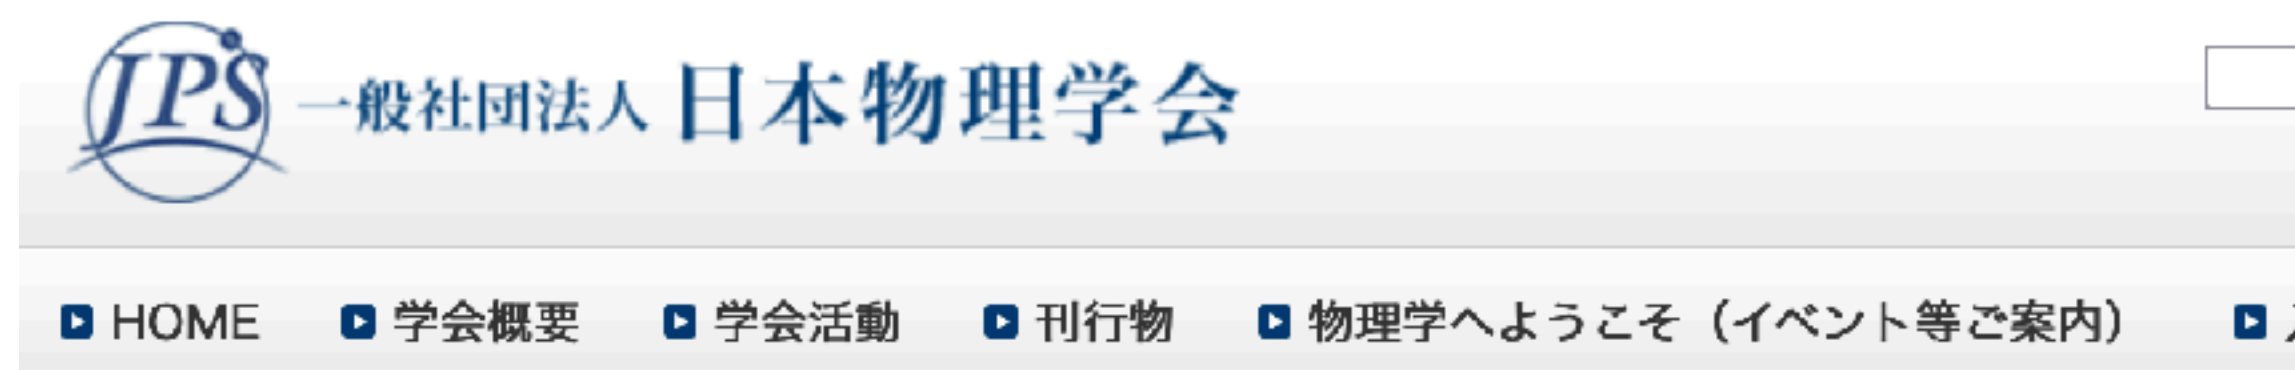 JPS 一般社団法人 日本物理学会
HOME 学会概要 学会活動 刊行物 物理学へようこそ（イベント等ご案内）